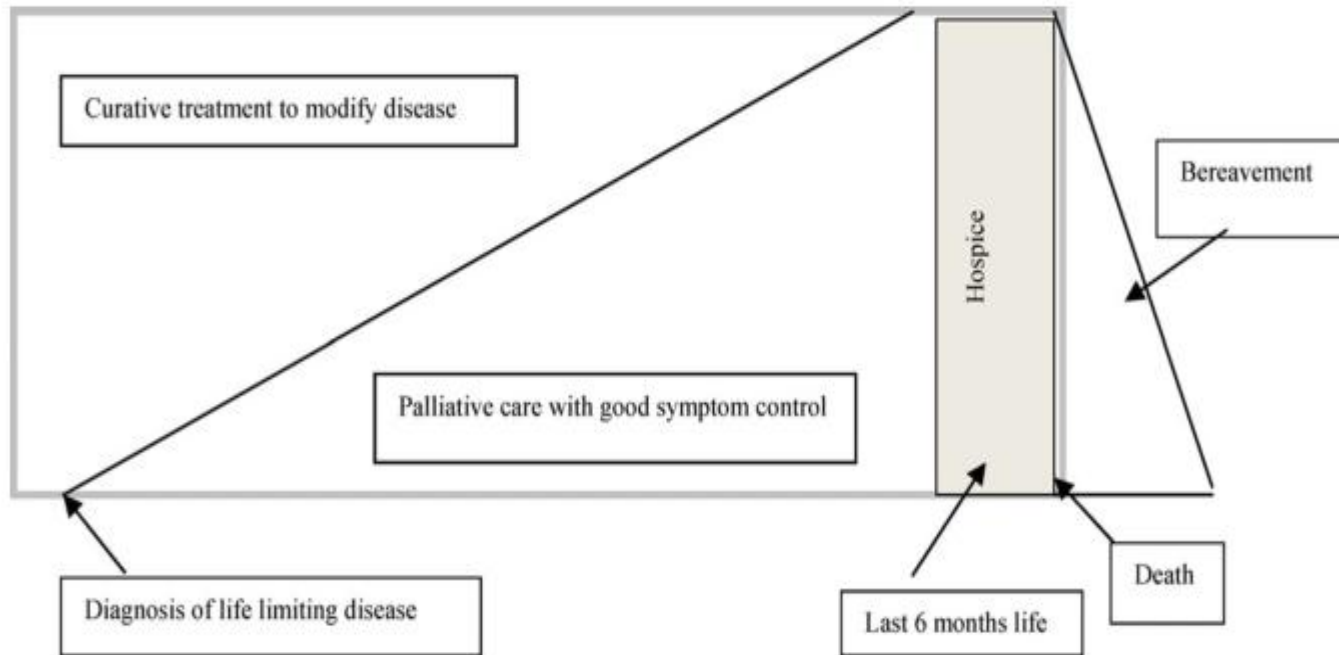 Curative treatment to modify disease
Bereavement
Hospice
Palliative care with good symptom control
Diagnosis of life limiting disease
Last 6 months life
Death